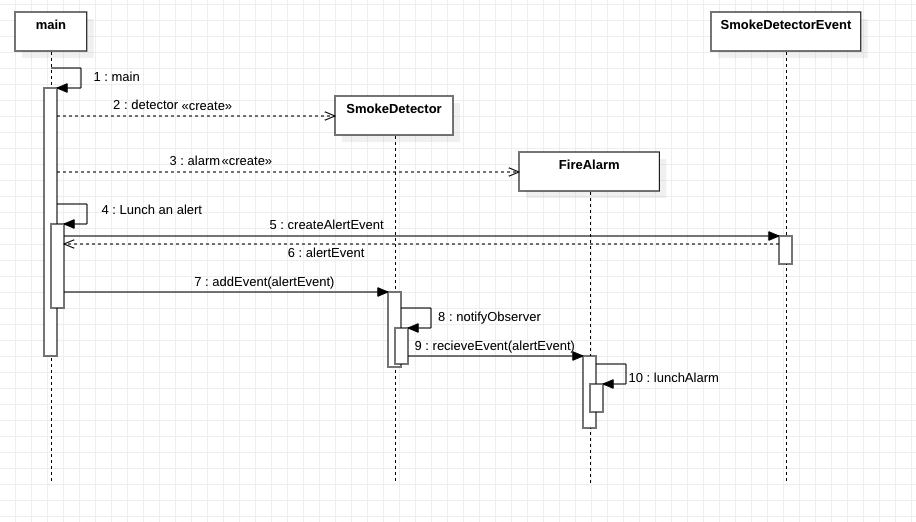 main
SmokeDetectorEvent
1 : main
2 : detector «create»
SmokeDetector
3 : alarm «create»
FireAlarm
4 : Lunch an alert
5 : createAlertEvent
6 : alertEvent
7 : addEvent(alertEvent)
8 : notifyObserver
9 : recieveEvent(alertEvent)
10 : lunchAlarm